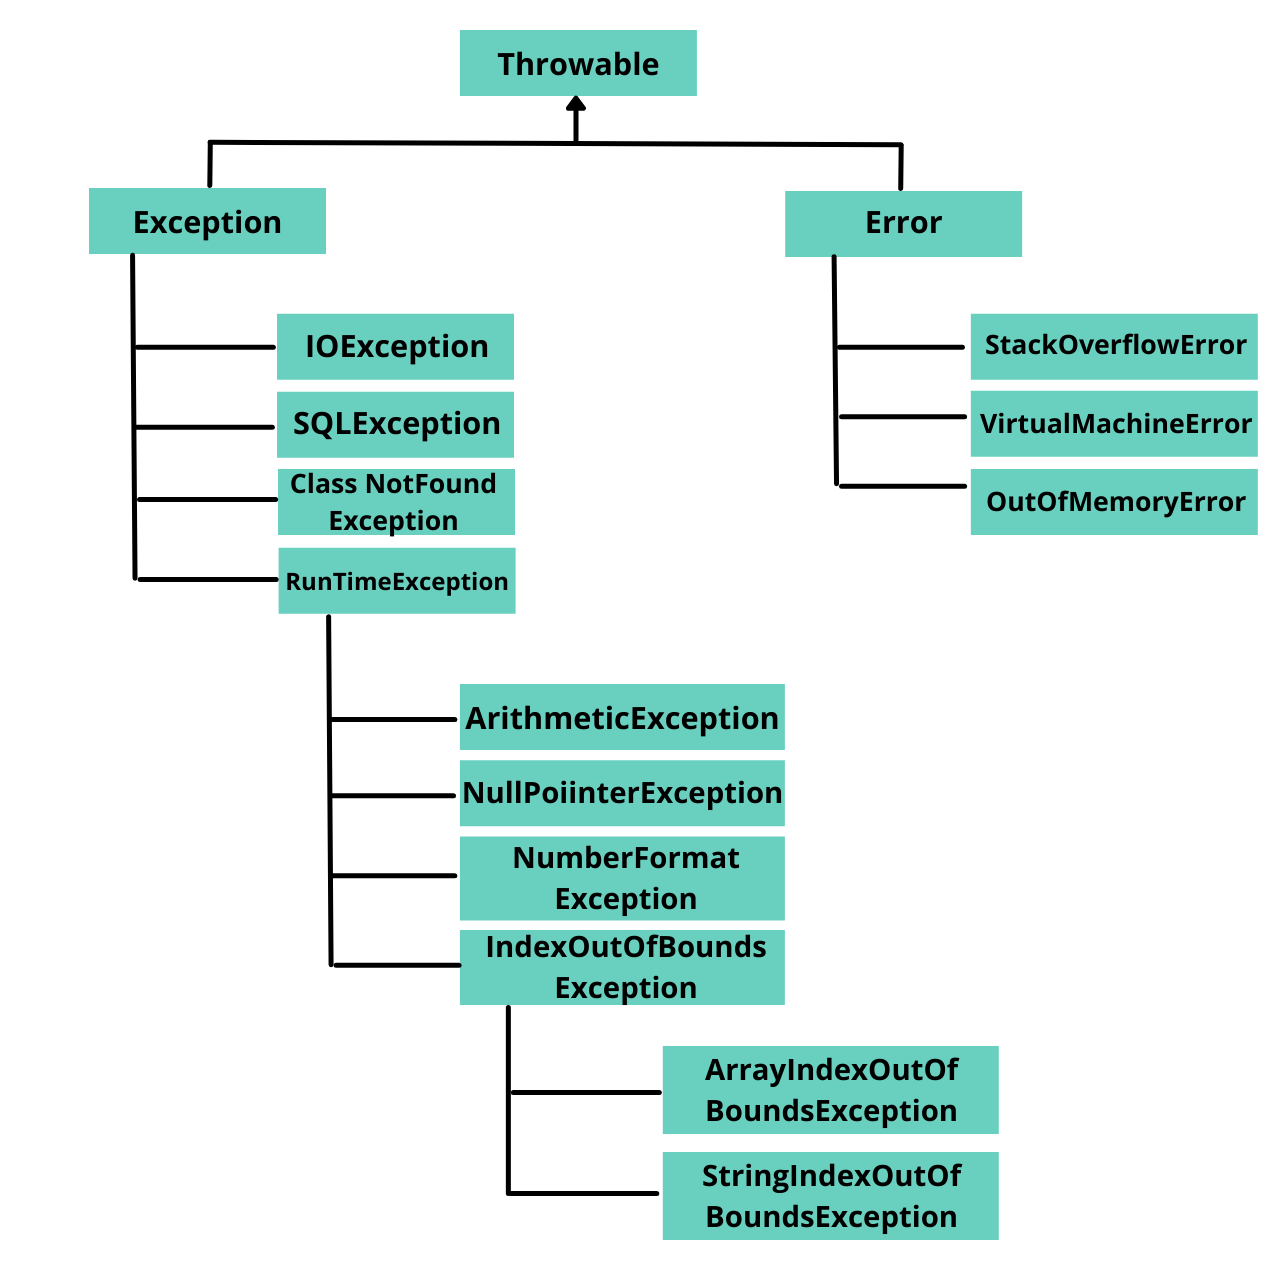 Throwable
Exception
Error
IOException
SQLException
Class NotFound
Exception
RunTimeException
StackOverflowError
VirtualMachineError
OutOfMemoryError
ArithmeticException
NullPoiinterException
NumberFormat
Exception
IndexOutOfBounds
Exception
ArrayIndexOutOf
BoundsException
StringIndexOutOf
BoundsException